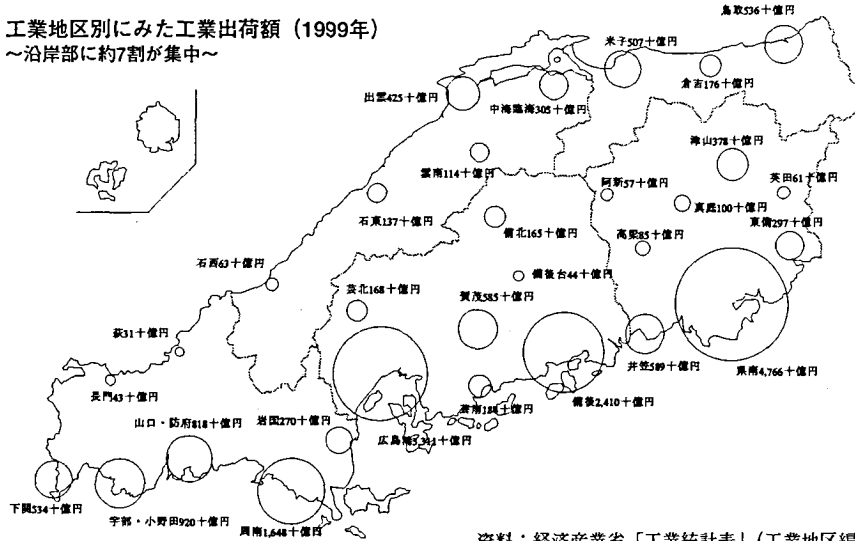 工業地区別にみた工業出荷額（1999年）
～沿岸部に約7割が集中～
鳥取536十億円
米子507十億円
倉吉176十億円
出雲425十億円
中海臨海305十億円
津山378十億円
雲南114十億円
阿新57十億円
英田61十億円
真庭100十億円
石東137十億円
備北165十億円
高梁85十億円
東備297十億円
石西63十億円
備後台44十億円
芸北168十億円
賀茂585十億円
萩31十億円
井笠589十億円
県南4,766十億円
長門43十億円
芸南188十億円
備後2,410十億円
山口・防府818十億円
岩国270十億円
広島湾 十億円
下関534十億円
宇部・小野田920十億円
周南1,648十億円
資料：経済産業省「工業統計表」（工業地区編